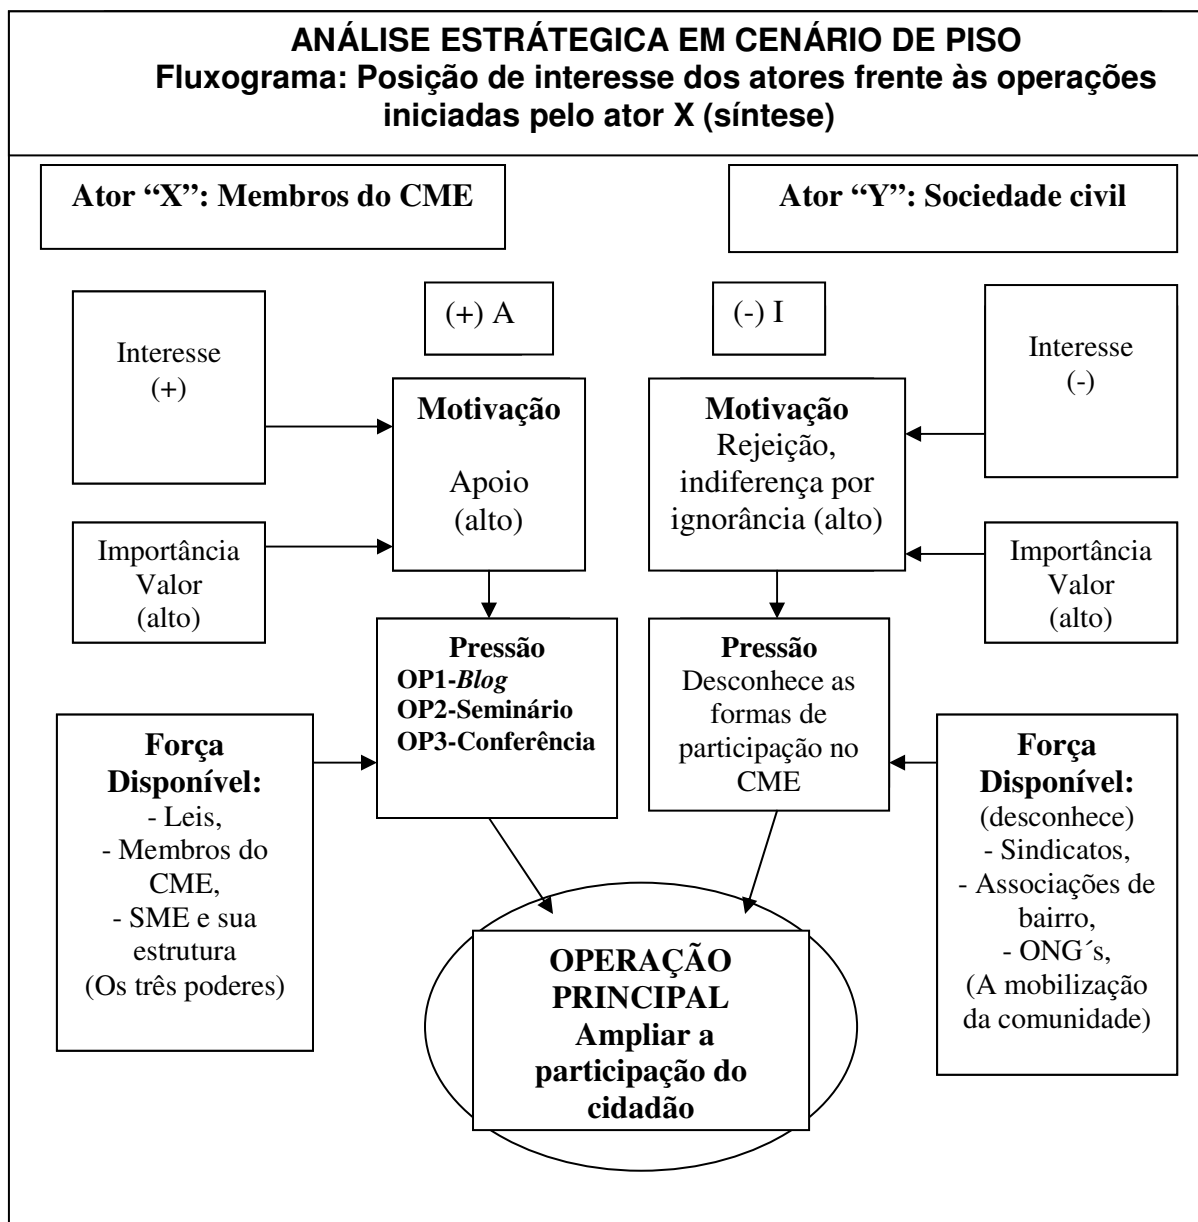 ANÁLISE ESTRÁTEGICA EM CENÁRIO DE PISO
Fluxograma: Posição de interesse dos atores frente às operações
iniciadas pelo ator X (síntese)
Ator “X”: Membros do CME
Ator “Y”: Sociedade civil
Interesse
(+)
(+) A
(-) I
Interesse
(-)
Motivação
Apoio
(alto)
Motivação
Rejeição,
indiferença por
ignorância (alto)
Importância
Valor
(alto)
Importância
Valor
(alto)
Pressão
OP1-Blog
OP2-Seminário
OP3-Conferência
Pressão
Desconhece as
formas de
participação no
CME
Força
Disponível:
- Leis,
- Membros do
CME,
- SME e sua
estrutura
(Os três poderes)
Força
Disponível:
(desconhece)
- Sindicatos,
- Associações de
bairro,
- ONG´s,
(A mobilização
da comunidade)
OPERAÇÃO
PRINCIPAL
Ampliar a
participação do
cidadão